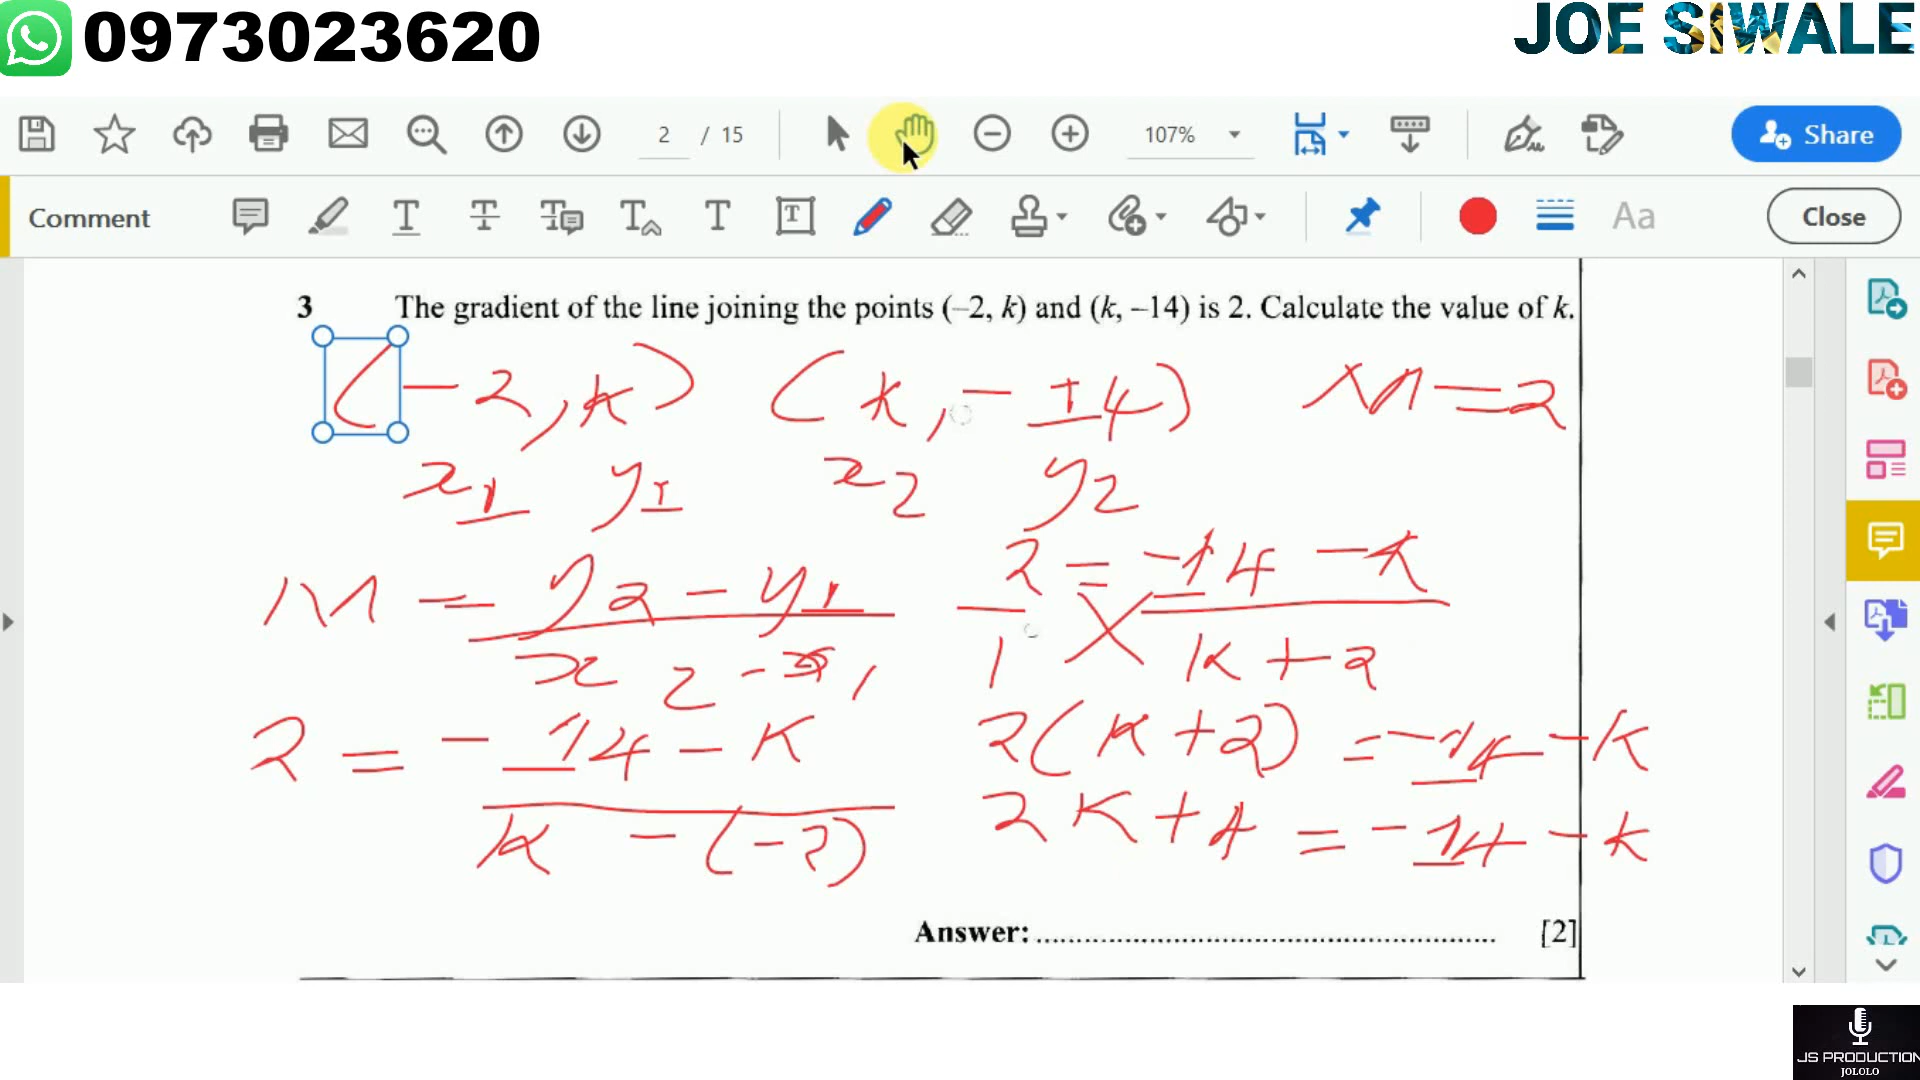 0973023620
JOE SIWALE
2 / 15
107%
Share
Comment
Aa
Close
3 The gradient of the line joining the points (–2, k) and (k, –14) is 2. Calculate the value of k.
(-2, k) (k, -14) M=2
x1 y1 x2 y2
M = y2 - y1
x2 - x1
2 = -14 - k
1 k + 2
2 = -14 - k
k - (-2)
2(k+2) = -14 - k
2k + 4 = -14 - k
Answer: .......................................................... [2]
JS PRODUCTION
JOLOLO